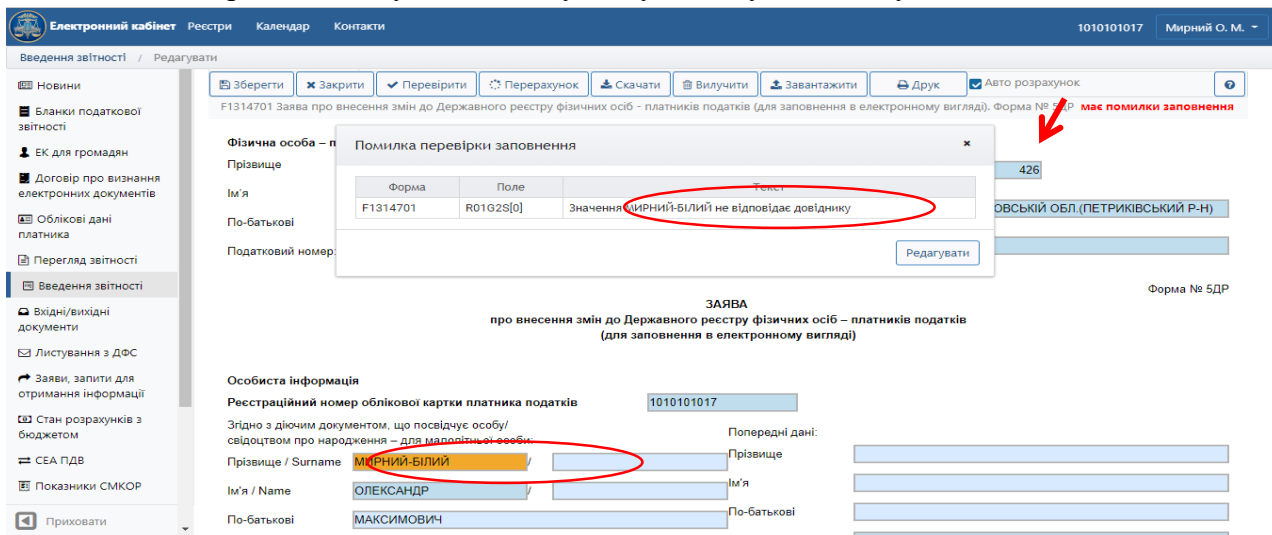 Електронний кабінет Реєстри Календар Контакти 1010101017 Мирний О. М.
Введення звітності / Редагувати
Новини
Бланки податкової
звітності
ЕК для громадян
Договір про визнання
електронних документів
Облікові дані
платника
Перегляд звітності
Введення звітності
Вхідні/вихідні
документи
Листування з ДФС
Заяви, запити для
отримання інформації
Стан розрахунків з
бюджетом
СЕА ПДВ
Показники СМКОР
Приховати
Зберегти Закрити Перевірити Перерахунок Скачати Вилучити Завантажити Друк Авто розрахунок
F1314701 Заява про внесення змін до Державного реєстру фізичних осіб - платників податків (для заповнення в електронному вигляді). Форма № 5ДР має помилки заповнення
Фізична особа – п
Прізвище 426
Ім'я
По-батькові ОВСЬКІЙ ОБЛ.(ПЕТРИКІВСЬКИЙ Р-Н)
Податковий номер:
Помилка перевірки заповнення
Форма Поле Текст
F1314701 R01G2S[0] Значення МИРНИЙ-БІЛИЙ не відповідає довіднику
Редагувати
Форма № 5ДР
ЗАЯВА
про внесення змін до Державного реєстру фізичних осіб – платників податків
(для заповнення в електронному вигляді)
Особиста інформація
Реєстраційний номер облікової картки платника податків 1010101017
Згідно з діючим документом, що посвідчує особу/
свідоцтвом про народження – для малолітньої особи: Попередні дані:
Прізвище / Surname МИРНИЙ-БІЛИЙ / Прізвище
Ім'я / Name ОЛЕКСАНДР / Ім'я
По-батькові МАКСИМОВИЧ По-батькові